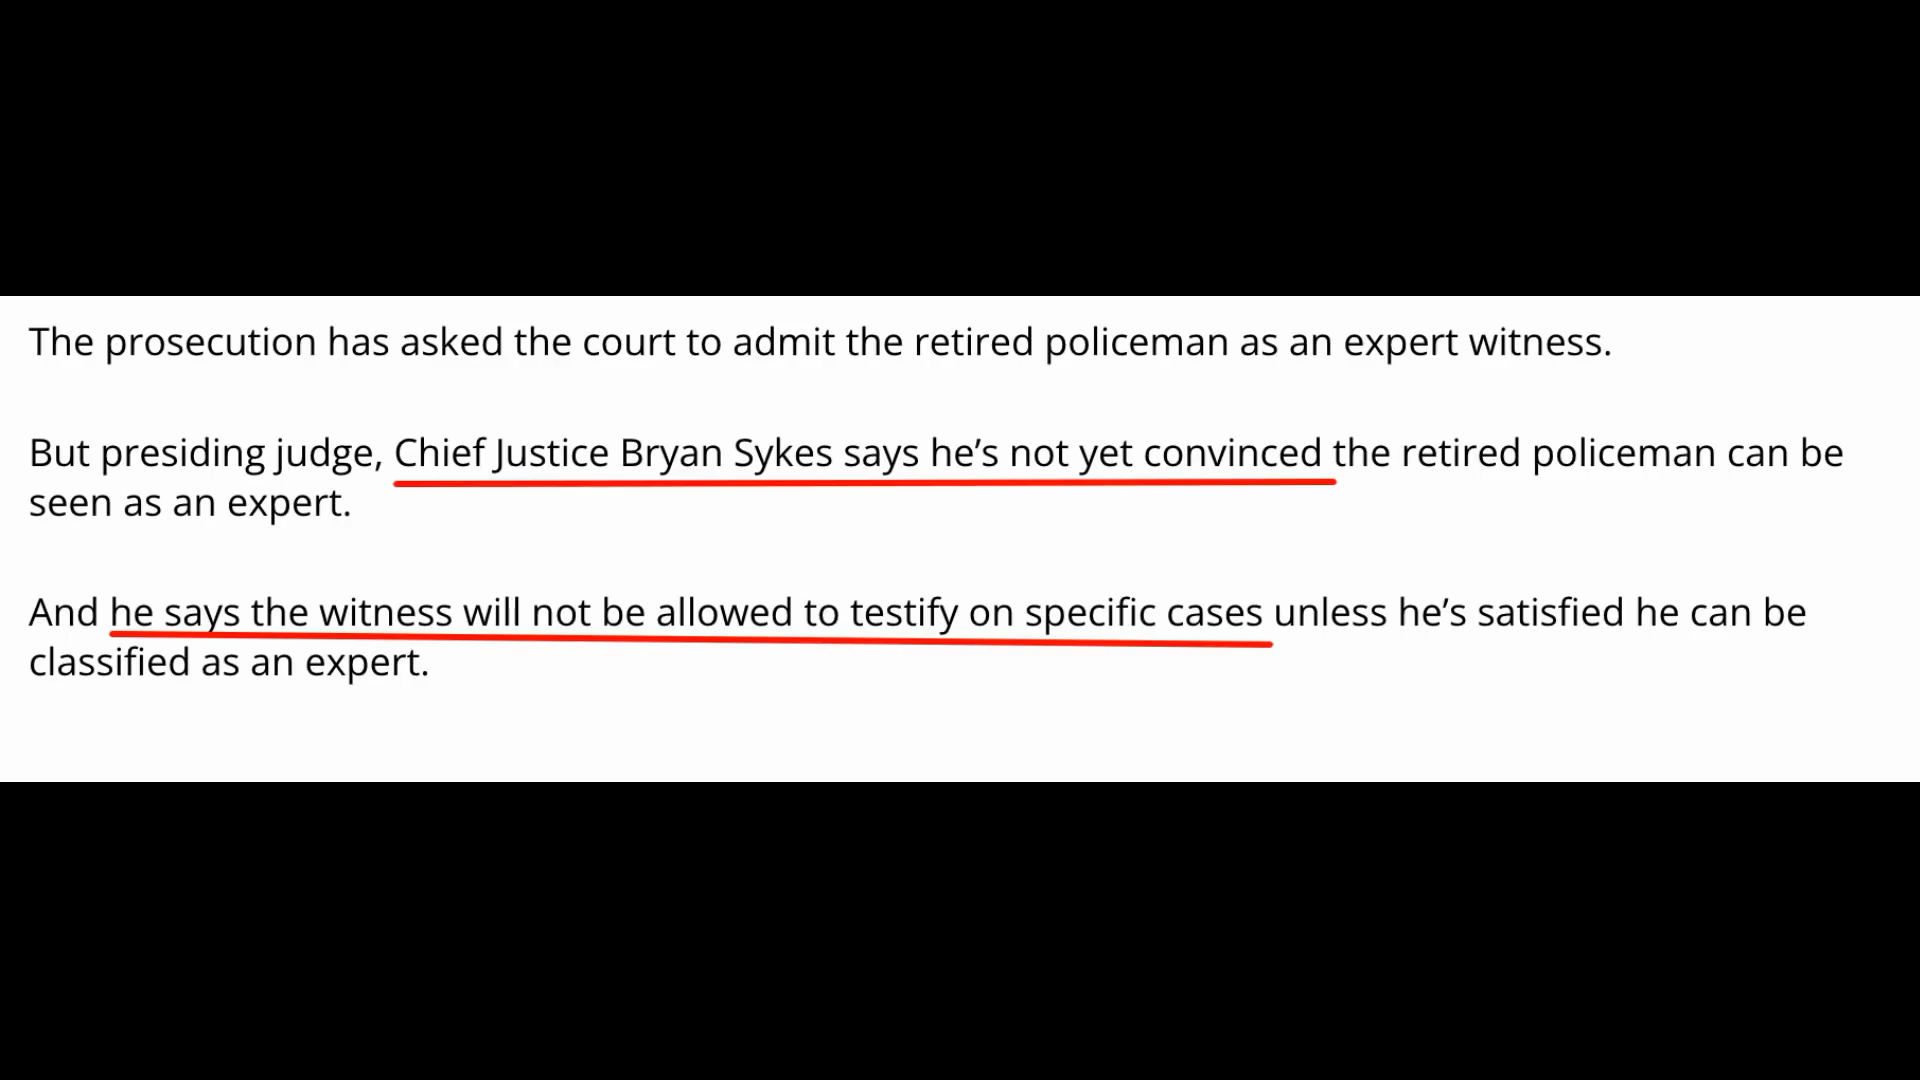 The prosecution has asked the court to admit the retired policeman as an expert witness.
But presiding judge, Chief Justice Bryan Sykes says he’s not yet convinced the retired policeman can be
seen as an expert.
And he says the witness will not be allowed to testify on specific cases unless he’s satisfied he can be
classified as an expert.